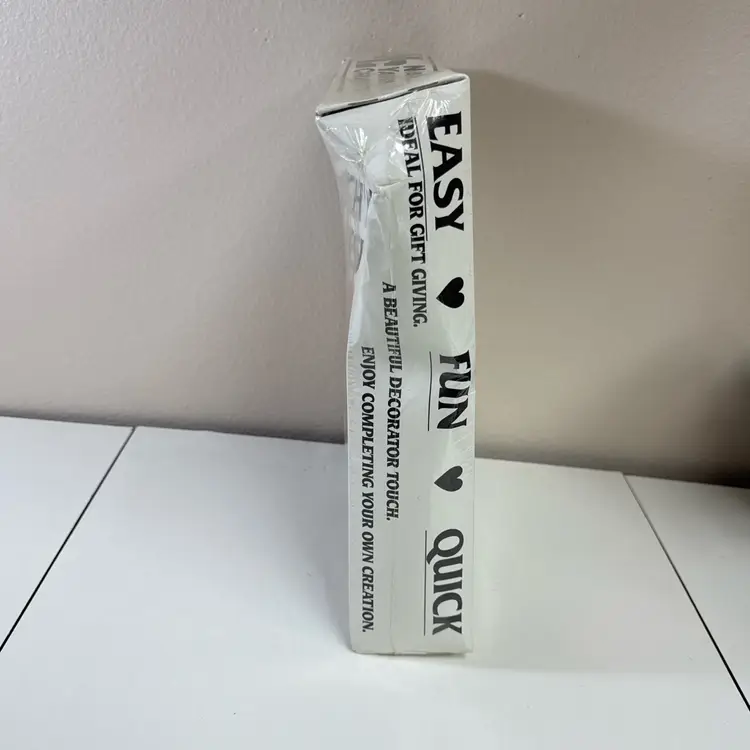 EASY ♥ FUN ♥ QUICK
IDEAL FOR GIFT GIVING.
A BEAUTIFUL DECORATOR TOUCH.
ENJOY COMPLETING YOUR OWN CREATION.